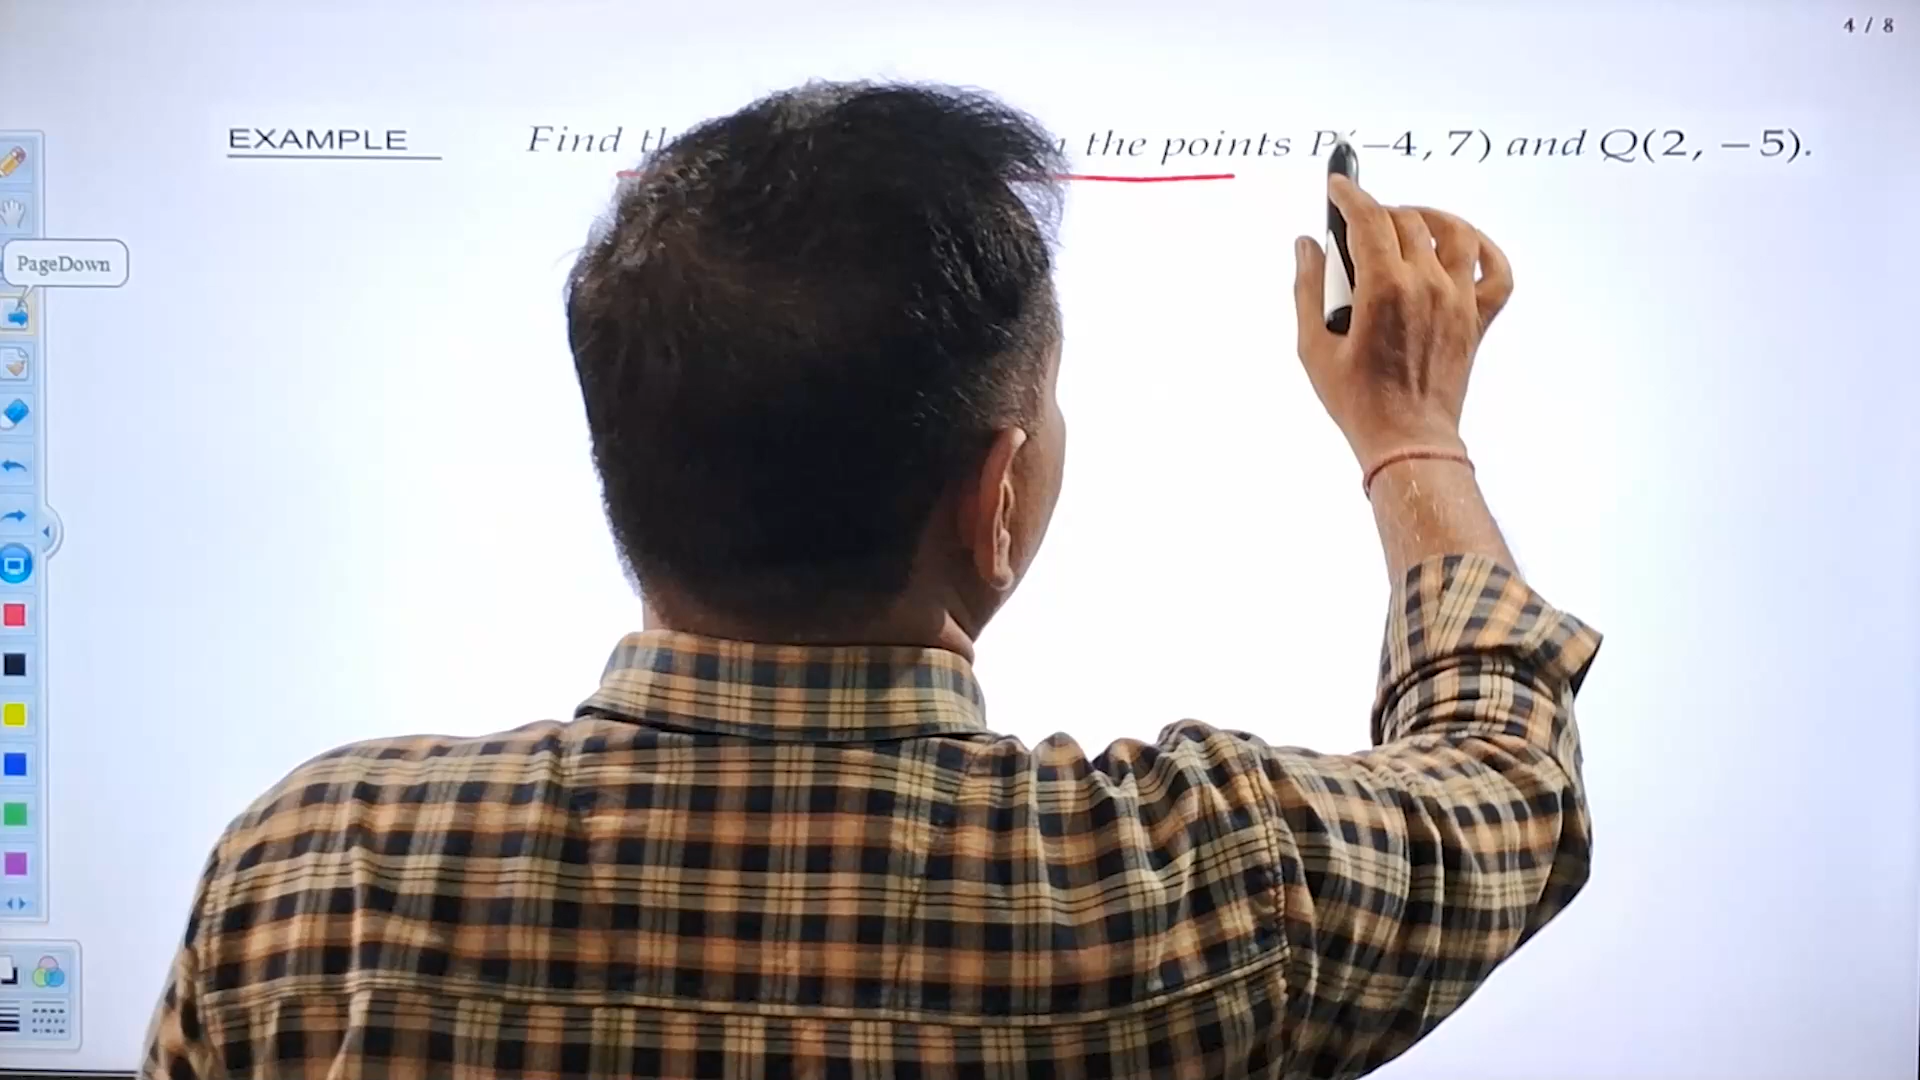 4 / 8
EXAMPLE Find the points P(−4, 7) and Q(2, −5).
PageDown